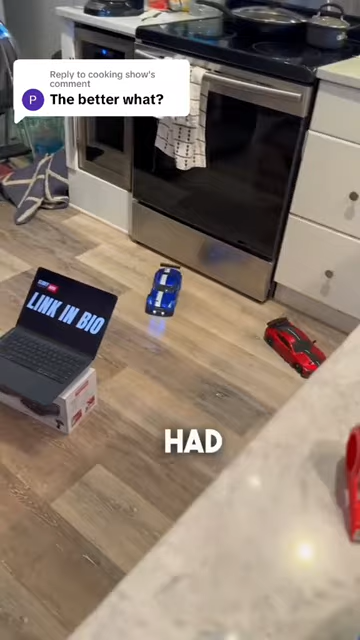 Reply to cooking show's
comment
P
The better what?
LINK IN BIO
HAD